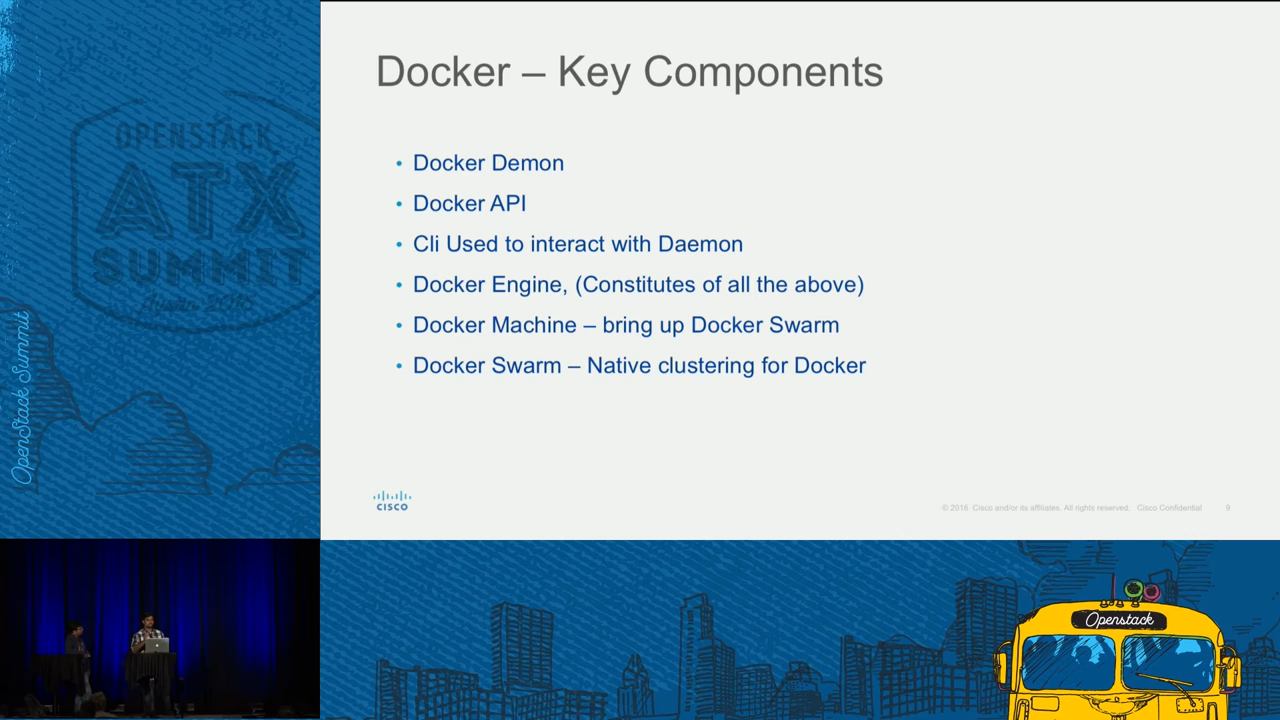 OPENSTACK
ATX
SUMMIT
Austin 2016
OpenStack Summit
Docker – Key Components
• Docker Demon
• Docker API
• Cli Used to interact with Daemon
• Docker Engine, (Constitutes of all the above)
• Docker Machine – bring up Docker Swarm
• Docker Swarm – Native clustering for Docker
CISCO
© 2016 Cisco and/or its affiliates. All rights reserved. Cisco Confidential 9
Openstack